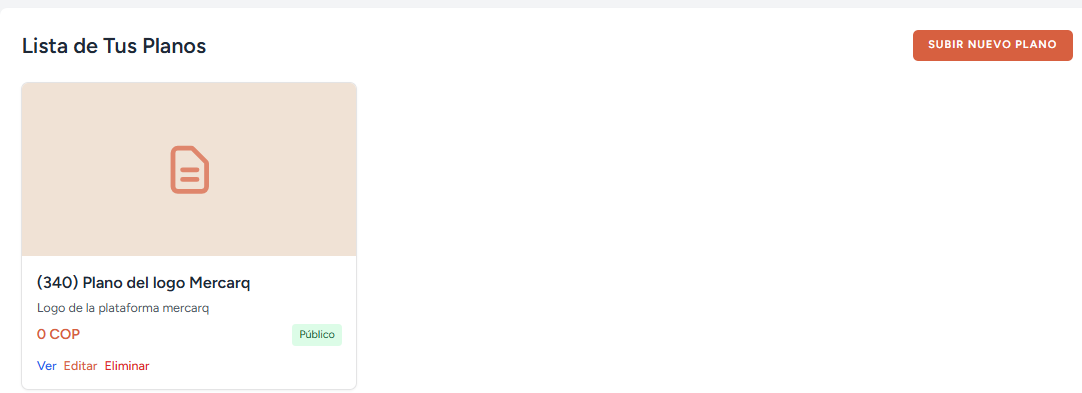 Lista de Tus Planos
SUBIR NUEVO PLANO
(340) Plano del logo Mercarq
Logo de la plataforma mercarq
0 COP
Público
Ver Editar Eliminar